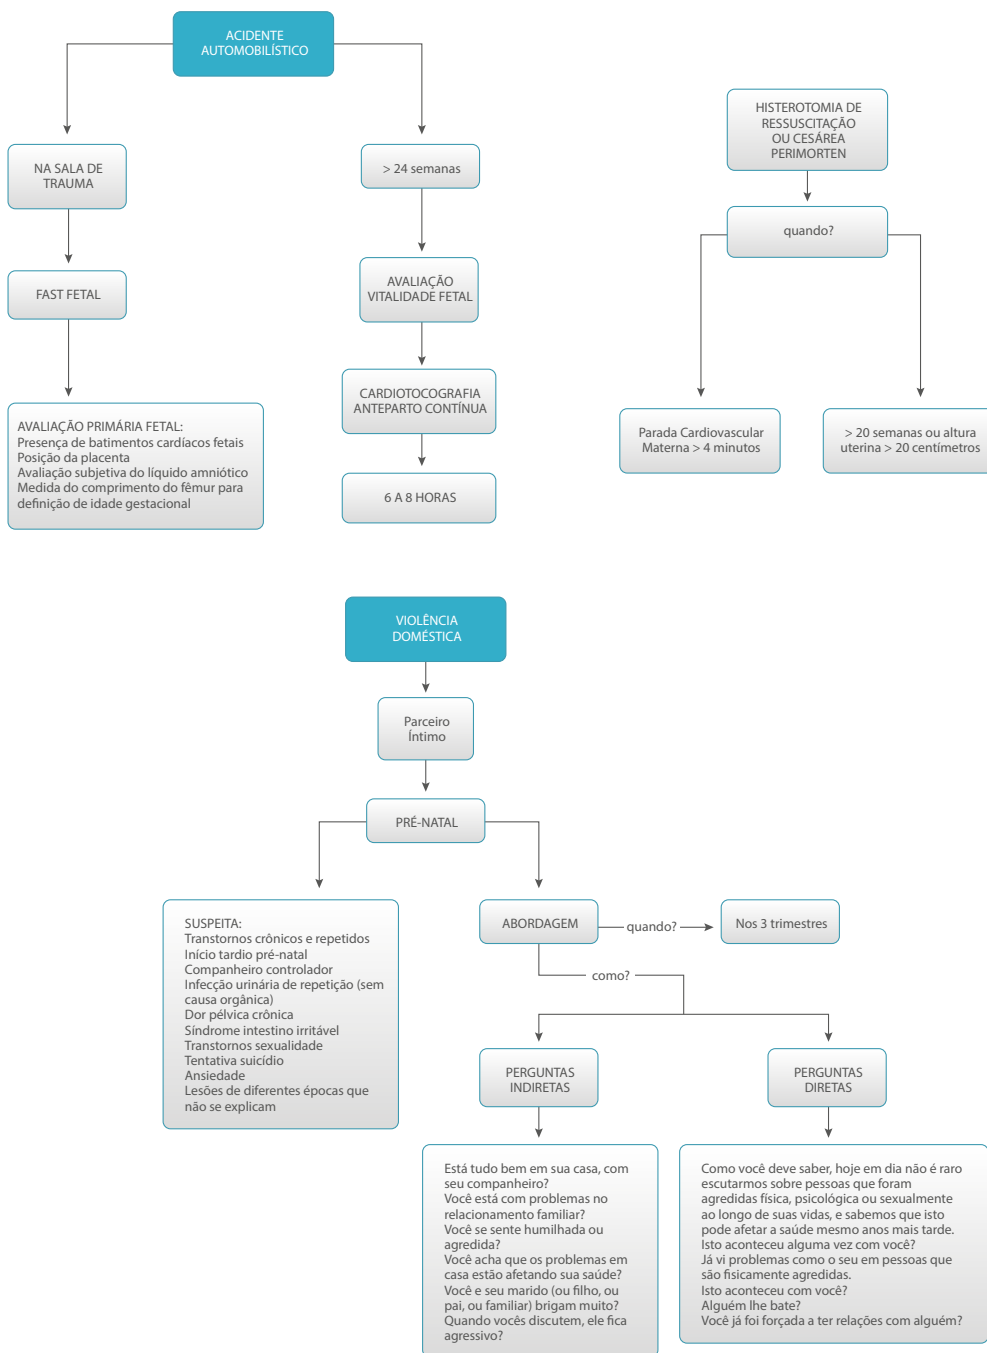 ACIDENTE
AUTOMOBILÍSTICO
NA SALA DE
TRAUMA
FAST FETAL
AVALIAÇÃO PRIMÁRIA FETAL:
Presença de batimentos cardíacos fetais
Posição da placenta
Avaliação subjetiva do líquido amniótico
Medida do comprimento do fêmur para
definição de idade gestacional
> 24 semanas
AVALIAÇÃO
VITALIDADE FETAL
CARDIOTOCOGRAFIA
ANTEPARTO CONTÍNUA
6 A 8 HORAS
HISTEROTOMIA DE
RESSUSCITAÇÃO
OU CESÁREA
PERIMORTEN
quando?
Parada Cardiovascular
Materna > 4 minutos
> 20 semanas ou altura
uterina > 20 centímetros
VIOLÊNCIA
DOMÉSTICA
Parceiro
Íntimo
PRÉ-NATAL
SUSPEITA:
Transtornos crônicos e repetidos
Início tardio pré-natal
Companheiro controlador
Infecção urinária de repetição (sem
causa orgânica)
Dor pélvica crônica
Síndrome intestino irritável
Transtornos sexualidade
Tentativa suicídio
Ansiedade
Lesões de diferentes épocas que
não se explicam
ABORDAGEM
quando?
Nos 3 trimestres
como?
PERGUNTAS
INDIRETAS
Está tudo bem em sua casa, com
seu companheiro?
Você está com problemas no
relacionamento familiar?
Você se sente humilhada ou
agredida?
Você acha que os problemas em
casa estão afetando sua saúde?
Você e seu marido (ou filho, ou
pai, ou familiar) brigam muito?
Quando vocês discutem, ele fica
agressivo?
PERGUNTAS
DIRETAS
Como você deve saber, hoje em dia não é raro
escutarmos sobre pessoas que foram
agredidas física, psicológica ou sexualmente
ao longo de suas vidas, e sabemos que isto
pode afetar a saúde mesmo anos mais tarde.
Isto aconteceu alguma vez com você?
Já vi problemas como o seu em pessoas que
são fisicamente agredidas.
Isto aconteceu com você?
Alguém lhe bate?
Você já foi forçada a ter relações com alguém?